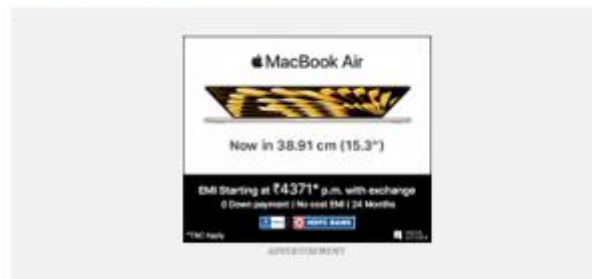 MacBook Air
Now in 38.91 cm (15.3")
EMI Starting at ₹4371* p.m. with exchange
0 Down payment | No cost EMI | 24 Months
HDFC BANK
*T&C Apply
ADVERTISEMENT